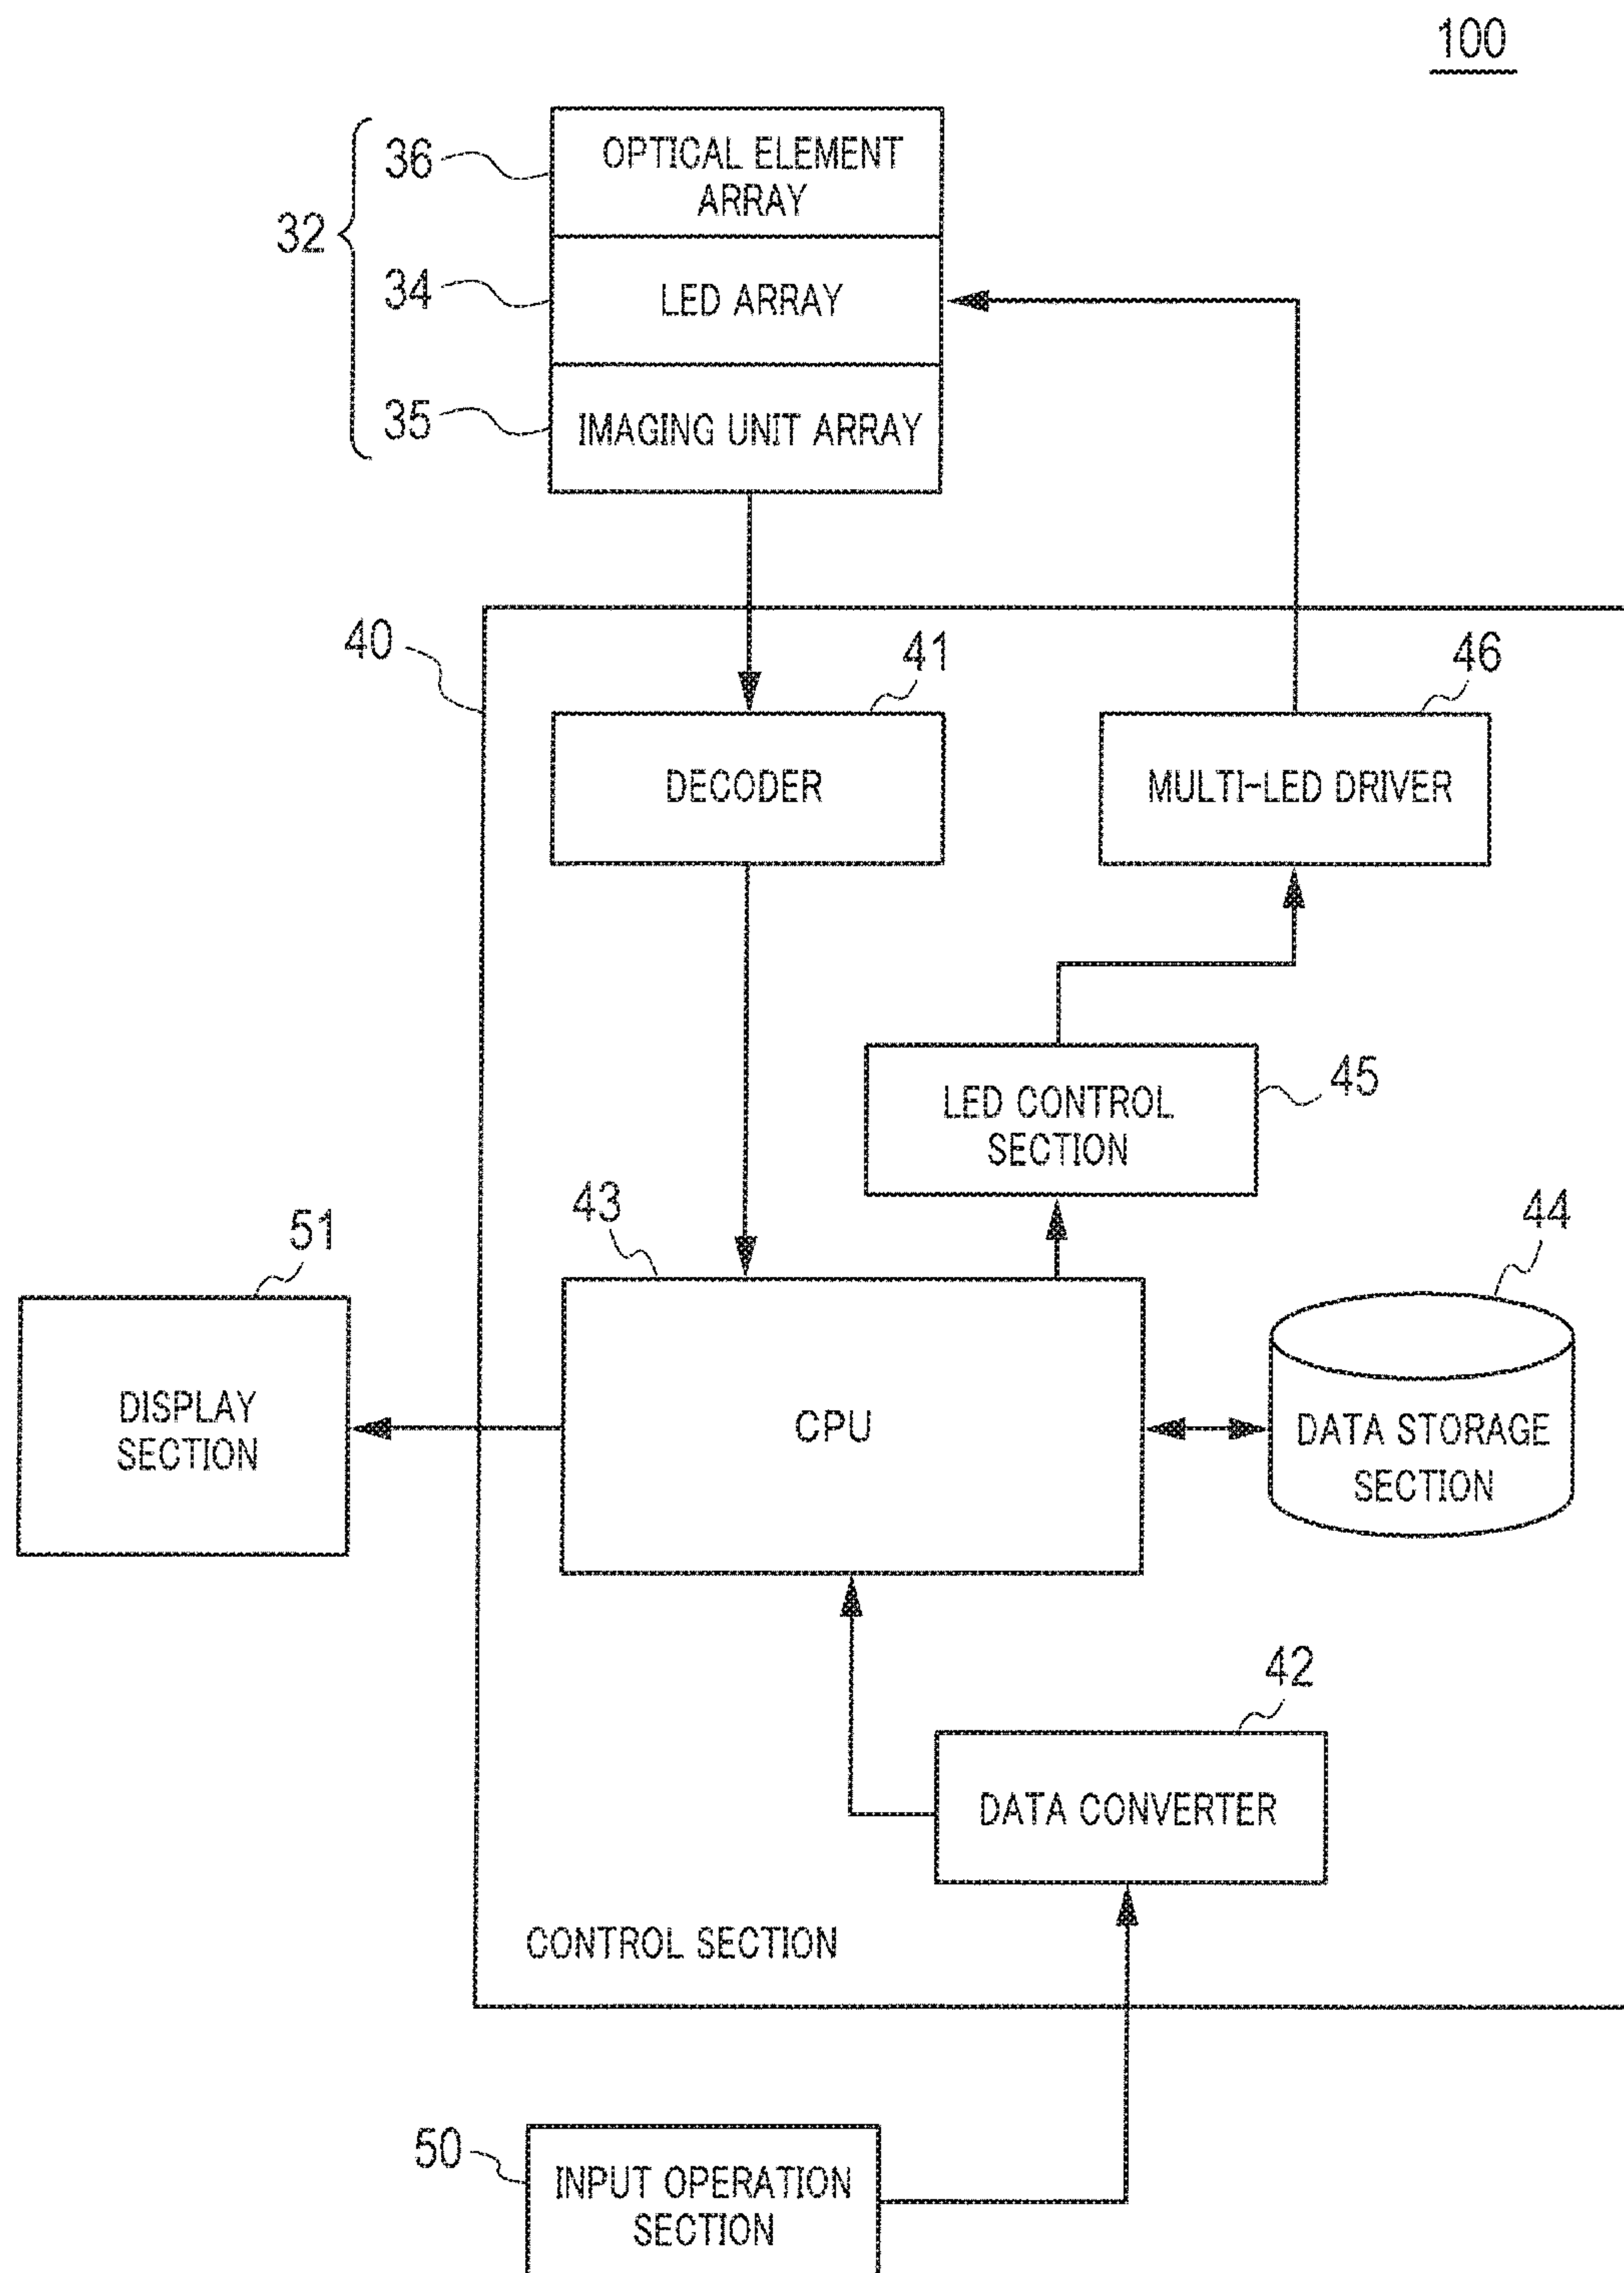 100
36
OPTICAL ELEMENT
ARRAY
32
34
LED ARRAY
35
IMAGING UNIT ARRAY
40
41
46
DECODER
MULTI-LED DRIVER
45
LED CONTROL
SECTION
43
44
51
DISPLAY
SECTION
CPU
DATA STORAGE
SECTION
42
DATA CONVERTER
CONTROL SECTION
50
INPUT OPERATION
SECTION